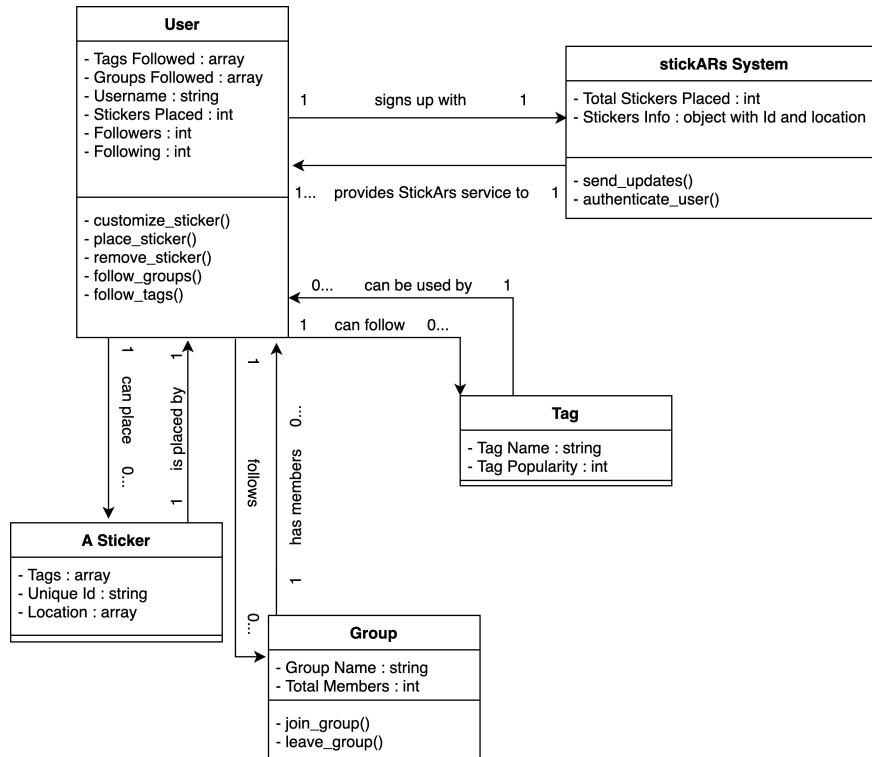 User
- Tags Followed : array
- Groups Followed : array
- Username : string
- Stickers Placed : int
- Followers : int
- Following : int
- customize_sticker()
- place_sticker()
- remove_sticker()
- follow_groups()
- follow_tags()
1 signs up with 1
stickARs System
- Total Stickers Placed : int
- Stickers Info : object with Id and location
- send_updates()
- authenticate_user()
1... provides StickArs service to 1
0... can be used by 1
1 can follow 0...
Tag
- Tag Name : string
- Tag Popularity : int
1 can place 0...
1 is placed by 1
1 follows 0...
1 has members 0...
A Sticker
- Tags : array
- Unique Id : string
- Location : array
Group
- Group Name : string
- Total Members : int
- join_group()
- leave_group()